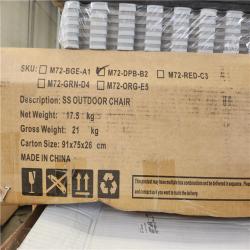 SKU: M72-BGE-A1 M72-DPB-B2 M72-RED-C3
M72-GRN-D4 M72-ORG-E5
Description: SS OUTDOOR CHAIR
Net Weight: 17.5 kg
Gross Weight: 21 kg
Carton Size: 91x75x26 cm
MADE IN CHINA